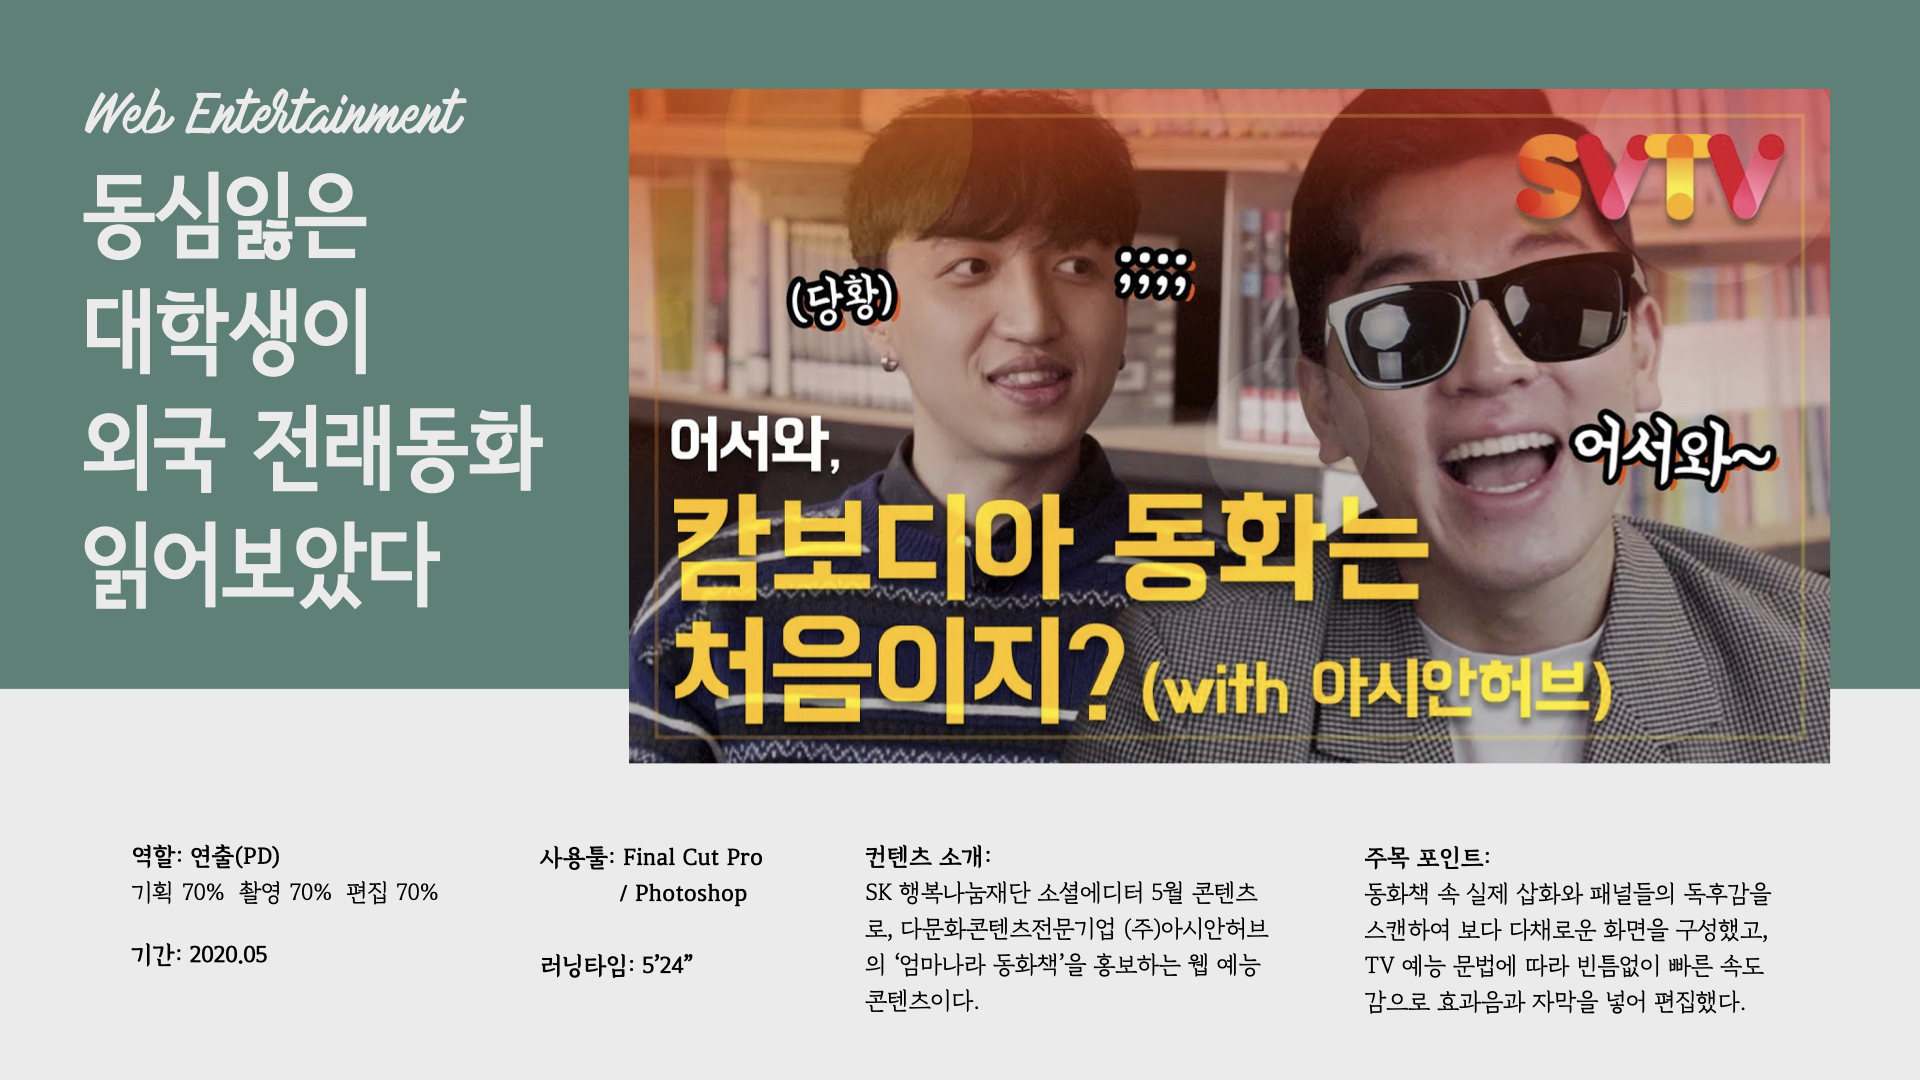 Web Entertainment
동심잃은
대학생이
외국 전래동화
읽어보았다
SVTV
(당황)
;;;;
어서와~
어서와,
캄보디아 동화는
처음이지? (with 아시안허브)
역할: 연출(PD)
기획 70% 촬영 70% 편집 70%
기간: 2020.05
사용툴: Final Cut Pro
/ Photoshop
러닝타임: 5’24”
컨텐츠 소개:
SK 행복나눔재단 소셜에디터 5월 콘텐츠
로, 다문화콘텐츠전문기업 (주)아시안허브
의 ‘엄마나라 동화책’을 홍보하는 웹 예능
콘텐츠이다.
주목 포인트:
동화책 속 실제 삽화와 패널들의 독후감을
스캔하여 보다 다채로운 화면을 구성했고,
TV 예능 문법에 따라 빈틈없이 빠른 속도
감으로 효과음과 자막을 넣어 편집했다.